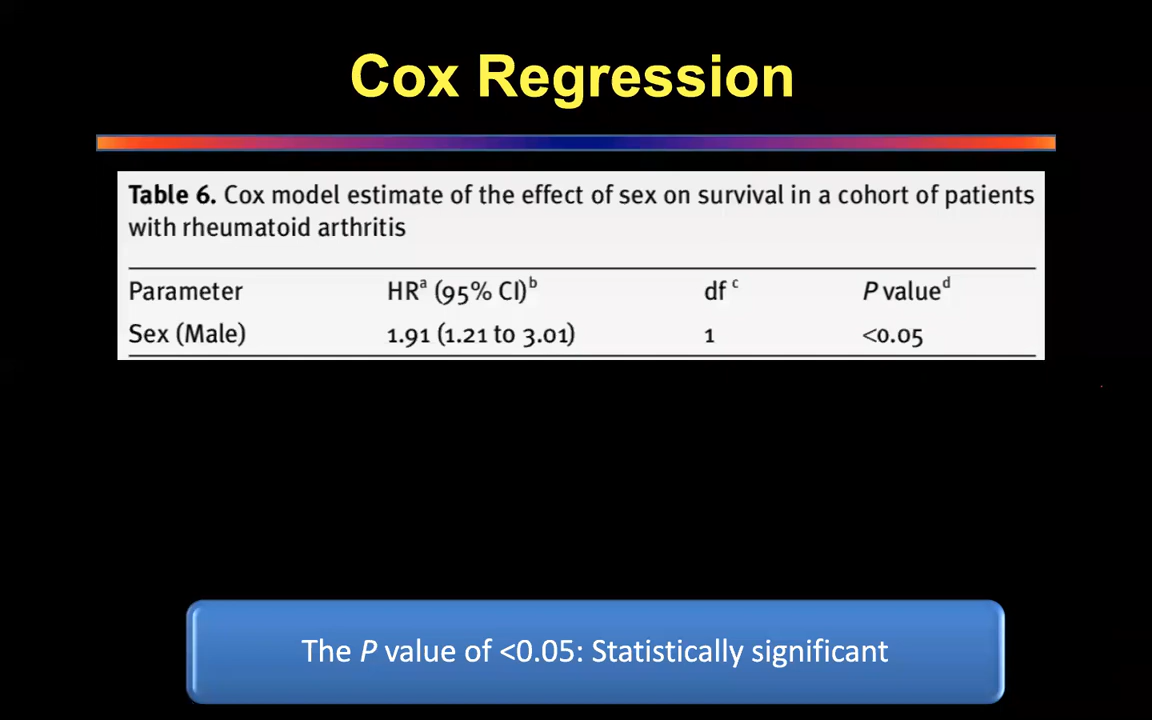 Cox Regression
Table 6. Cox model estimate of the effect of sex on survival in a cohort of patients
with rheumatoid arthritis
Parameter HRᵃ (95% CI)ᵇ df ᶜ P valueᵈ
Sex (Male) 1.91 (1.21 to 3.01) 1 <0.05
The P value of <0.05: Statistically significant